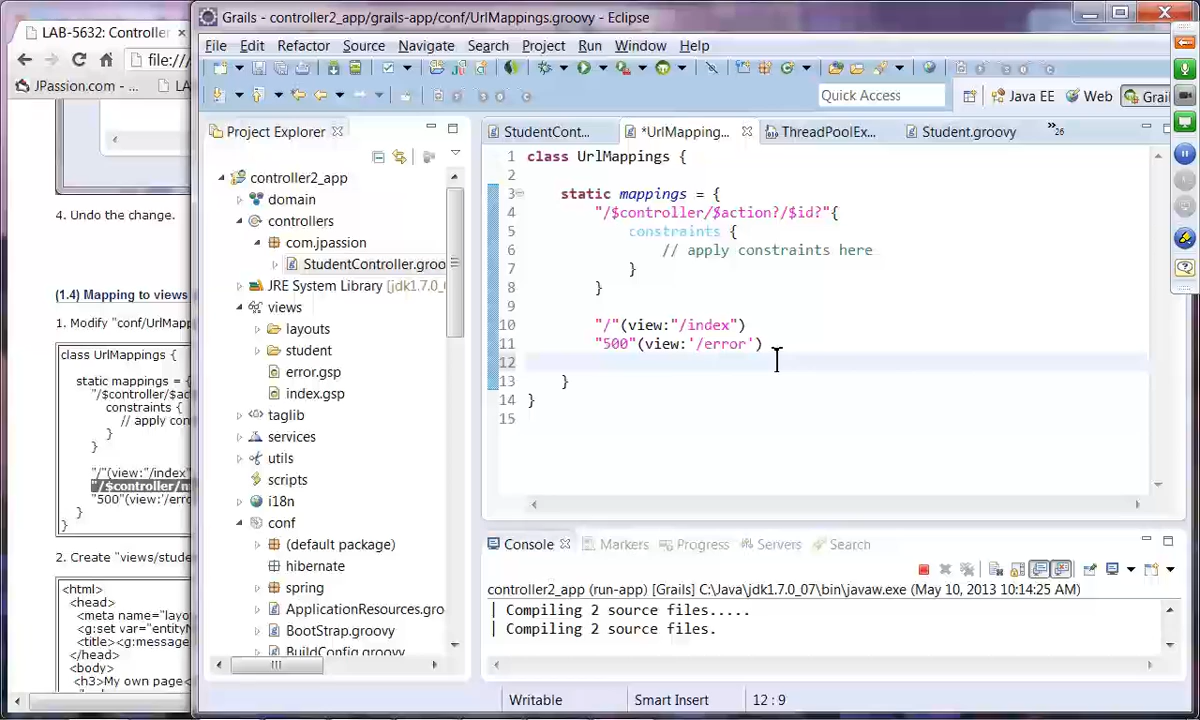 LAB-5632: Controller
file:///
JPassion.com - ...
LA
4. Undo the change.
(1.4) Mapping to views
1. Modify "conf/UrlMapp
class UrlMappings {
static mappings = {
"/$controller/$ac
constraints {
// apply con
}
}
"/"(view:"/index"
"/$controller/m
"500"(view:'/erro
}
}
2. Create "views/stude
<html>
<head>
<meta name="layo
<g:set var="entityN
<title><g:message
</head>
<body>
<h3>My own page<
Grails - controller2_app/grails-app/conf/UrlMappings.groovy - Eclipse
File Edit Refactor Source Navigate Search Project Run Window Help
Quick Access
Java EE
Web
Grai
Project Explorer
controller2_app
domain
controllers
com.jpassion
StudentController.groo
JRE System Library [jdk1.7.0_
views
layouts
student
error.gsp
index.gsp
taglib
services
utils
scripts
i18n
conf
(default package)
hibernate
spring
ApplicationResources.gro
BootStrap.groovy
BuildConfig.groovy
StudentCont...
*UrlMapping...
ThreadPoolEx...
Student.groovy
»26
1 class UrlMappings {
2
3 static mappings = {
4 "/$controller/$action?/$id?"{
5 constraints {
6 // apply constraints here
7 }
8 }
9
10 "/"(view:"/index")
11 "500"(view:'/error')
12
13 }
14 }
15
Console
Markers
Progress
Servers
Search
controller2_app (run-app) [Grails] C:\Java\jdk1.7.0_07\bin\javaw.exe (May 10, 2013 10:14:25 AM)
| Compiling 2 source files.....
| Compiling 2 source files.
Writable
Smart Insert
12 : 9